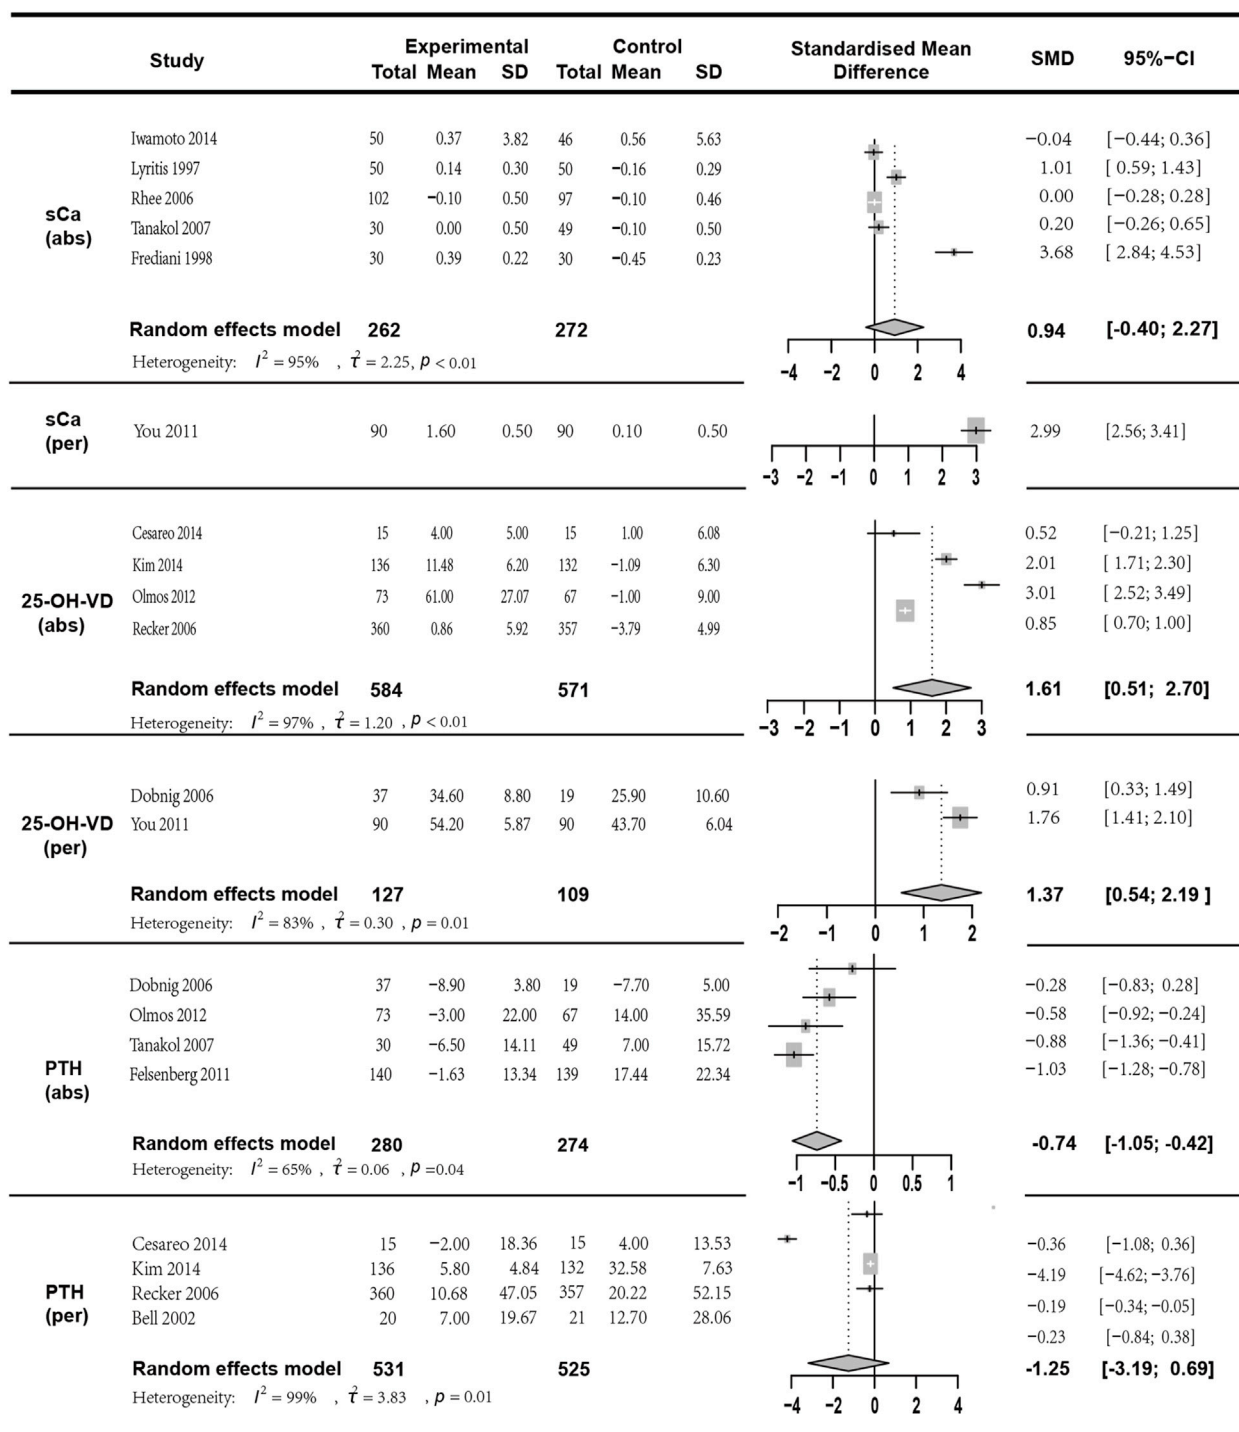 Study Experimental Control Standardised Mean Difference SMD 95%−CI
Total Mean SD Total Mean SD
sCa (abs)
Iwamoto 2014 50 0.37 3.82 46 0.56 5.63 −0.04 [−0.44; 0.36]
Lyritis 1997 50 0.14 0.30 50 −0.16 0.29 1.01 [ 0.59; 1.43]
Rhee 2006 102 −0.10 0.50 97 −0.10 0.46 0.00 [−0.28; 0.28]
Tanakol 2007 30 0.00 0.50 49 −0.10 0.50 0.20 [−0.26; 0.65]
Frediani 1998 30 0.39 0.22 30 −0.45 0.23 3.68 [ 2.84; 4.53]
Random effects model 262 272 0.94 [-0.40; 2.27]
Heterogeneity: I² = 95% , τ² = 2.25, p < 0.01
−4 −2 0 2 4
sCa (per)
You 2011 90 1.60 0.50 90 0.10 0.50 2.99 [2.56; 3.41]
−3 −2 −1 0 1 2 3
25-OH-VD (abs)
Cesareo 2014 15 4.00 5.00 15 1.00 6.08 0.52 [−0.21; 1.25]
Kim 2014 136 11.48 6.20 132 −1.09 6.30 2.01 [ 1.71; 2.30]
Olmos 2012 73 61.00 27.07 67 −1.00 9.00 3.01 [ 2.52; 3.49]
Recker 2006 360 0.86 5.92 357 −3.79 4.99 0.85 [ 0.70; 1.00]
Random effects model 584 571 1.61 [0.51; 2.70]
Heterogeneity: I² = 97% , τ² = 1.20 , p < 0.01
−3 −2 −1 0 1 2 3
25-OH-VD (per)
Dobnig 2006 37 34.60 8.80 19 25.90 10.60 0.91 [0.33; 1.49]
You 2011 90 54.20 5.87 90 43.70 6.04 1.76 [1.41; 2.10]
Random effects model 127 109 1.37 [0.54; 2.19 ]
Heterogeneity: I² = 83% , τ² = 0.30 , p = 0.01
−2 −1 0 1 2
PTH (abs)
Dobnig 2006 37 −8.90 3.80 19 −7.70 5.00 −0.28 [−0.83; 0.28]
Olmos 2012 73 −3.00 22.00 67 14.00 35.59 −0.58 [−0.92; −0.24]
Tanakol 2007 30 −6.50 14.11 49 7.00 15.72 −0.88 [−1.36; −0.41]
Felsenberg 2011 140 −1.63 13.34 139 17.44 22.34 −1.03 [−1.28; −0.78]
Random effects model 280 274 -0.74 [-1.05; -0.42]
Heterogeneity: I² = 65% , τ² = 0.06 , p =0.04
−1 −0.5 0 0.5 1
PTH (per)
Cesareo 2014 15 −2.00 18.36 15 4.00 13.53 −0.36 [−1.08; 0.36]
Kim 2014 136 5.80 4.84 132 32.58 7.63 −4.19 [−4.62; −3.76]
Recker 2006 360 10.68 47.05 357 20.22 52.15 −0.19 [−0.34; −0.05]
Bell 2002 20 7.00 19.67 21 12.70 28.06 −0.23 [−0.84; 0.38]
Random effects model 531 525 -1.25 [-3.19; 0.69]
Heterogeneity: I² = 99% , τ² = 3.83 , p = 0.01
−4 −2 0 2 4